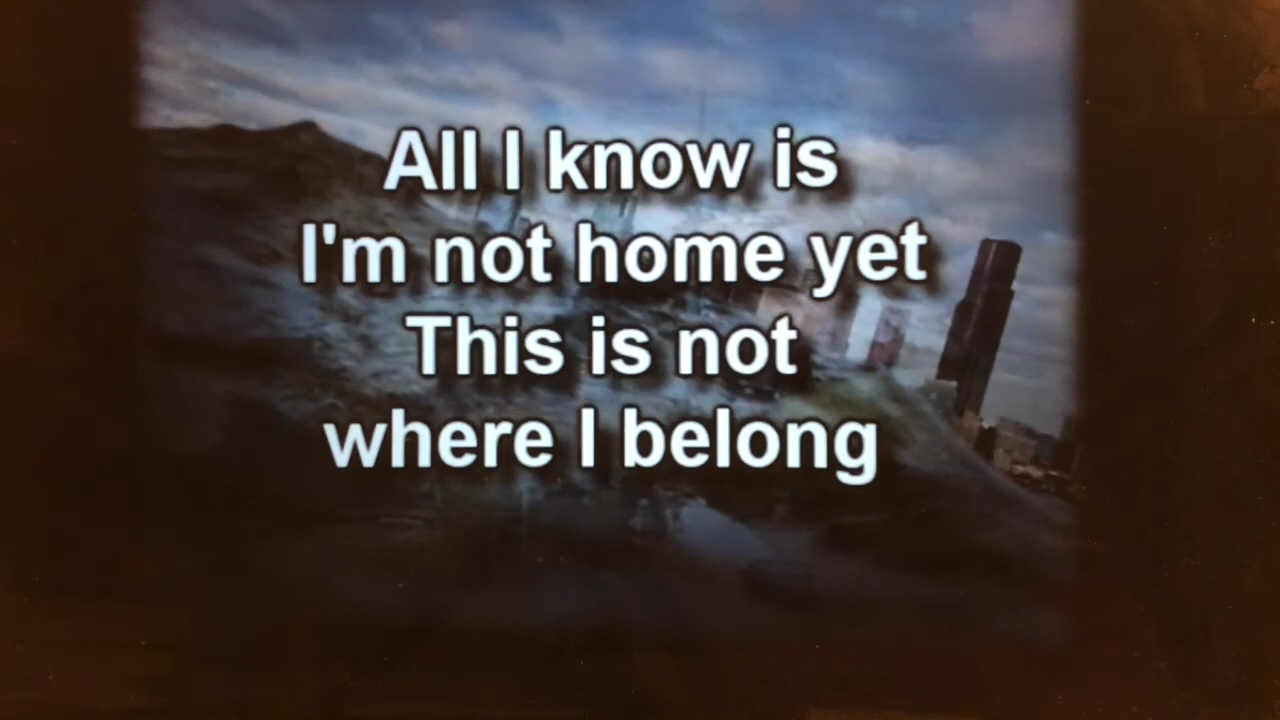 All I know is
I'm not home yet
This is not
where I belong